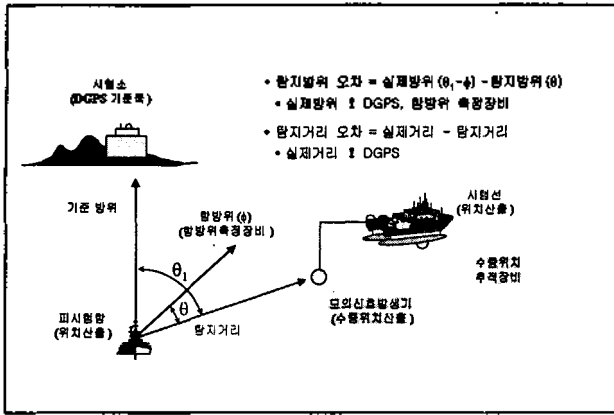 시험소
(DGPS 기준국)
• 탐지방위 오차 = 실제방위(θ₁-ϕ) - 탐지방위(θ)
• 실제방위 : DGPS, 함방위 측정장비
• 탐지거리 오차 = 실제거리 - 탐지거리
• 실제거리 : DGPS
기준 방위
함방위(ϕ)
(함방위측정장비)
시험선
(위치산출)
θ₁
θ
수중위치
추적장비
피시험함
(위치산출)
탐지거리
모의신호발생기
(수중위치산출)